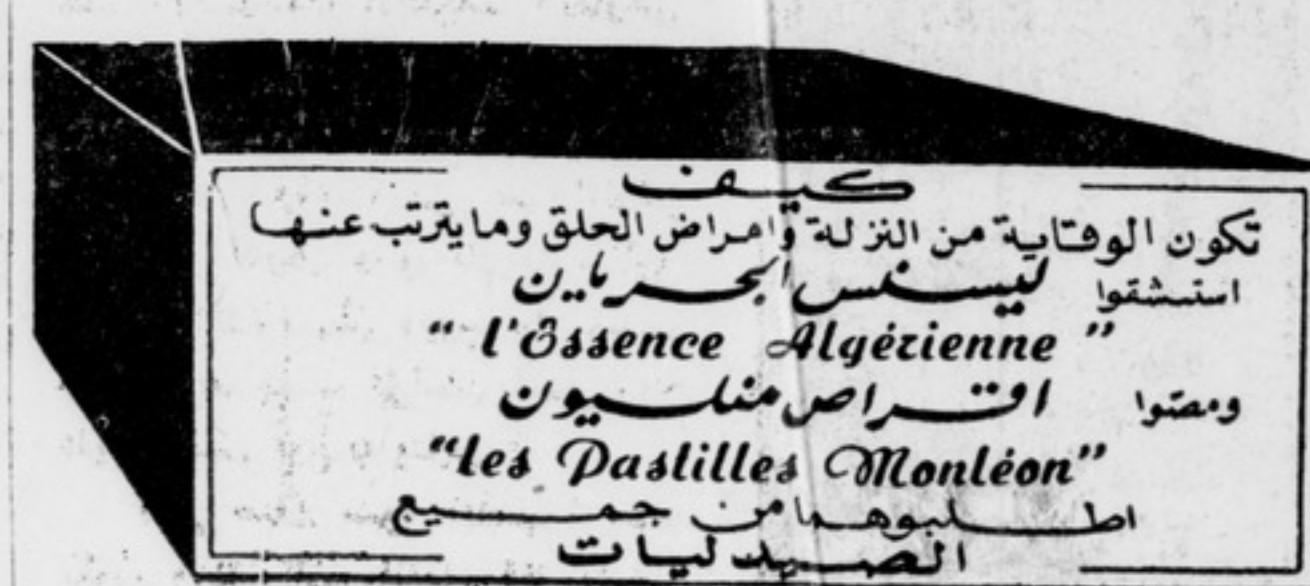 كيف
تكون الوقاية من النزلة وامراض الحلق وما يترتب عنها
استنشقوا ليسنس الجريان
"l'Essence Algérienne"
ومصوا اقراص منليون
"les Pastilles Monléon"
اطلبوهما من جميع
الصيدليات